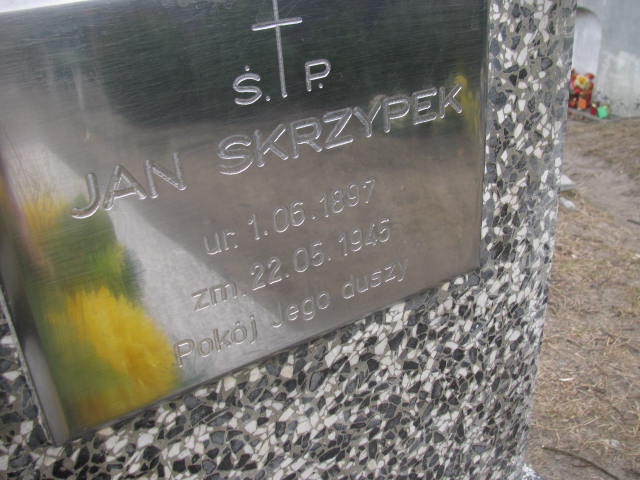 Ś. P.
JAN SKRZYPEK
ur. 1.06.1897
zm. 22.05.1945
Pokój Jego duszy